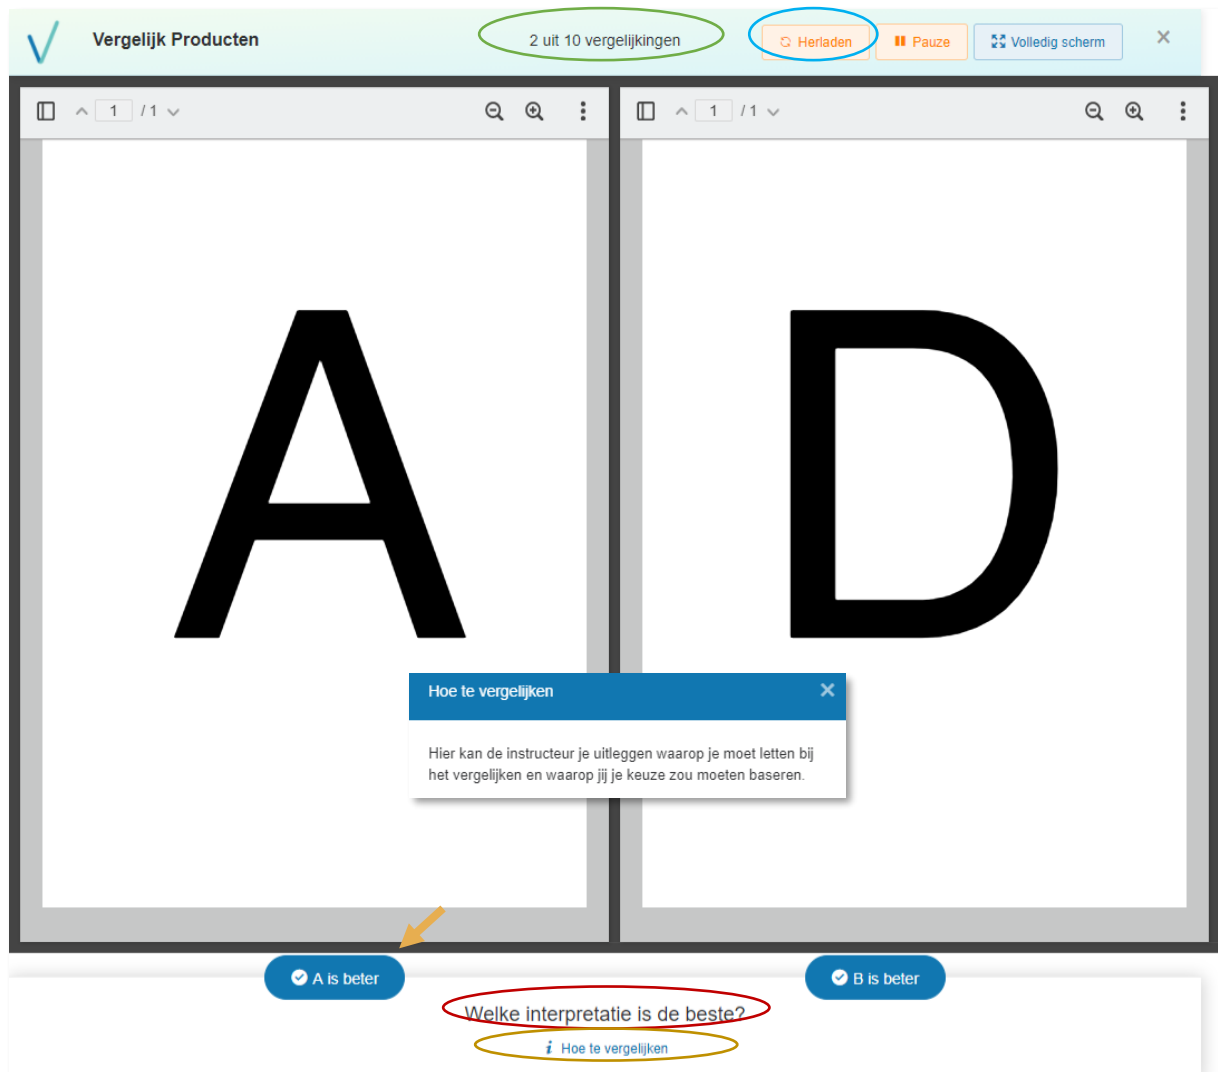 Vergelijk Producten
2 uit 10 vergelijkingen
Herladen
Pauze
Volledig scherm
1 / 1
1 / 1
A
D
Hoe te vergelijken
Hier kan de instructeur je uitleggen waarop je moet letten bij
het vergelijken en waarop jij je keuze zou moeten baseren.
A is beter
B is beter
Welke interpretatie is de beste?
i Hoe te vergelijken